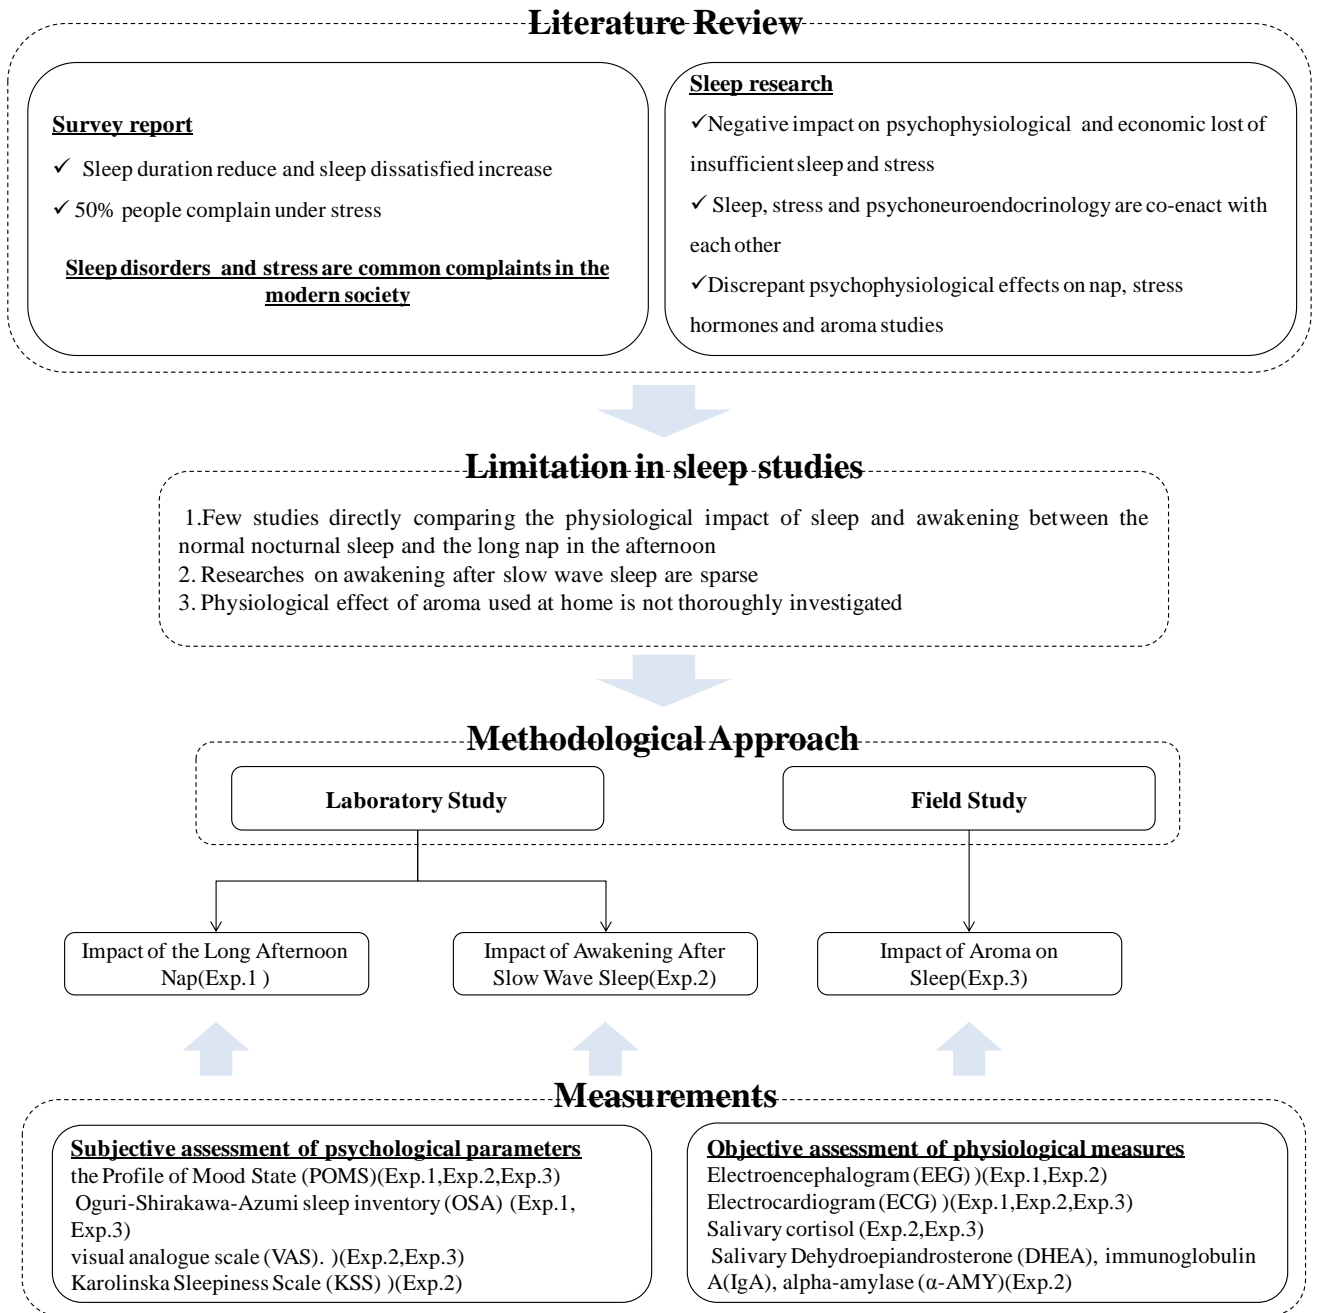 Literature Review
Survey report
✓ Sleep duration reduce and sleep dissatisfied increase
✓ 50% people complain under stress
Sleep disorders and stress are common complaints in the
modern society
Sleep research
✓Negative impact on psychophysiological and economic lost of
insufficient sleep and stress
✓ Sleep, stress and psychoneuroendocrinology are co-enact with
each other
✓Discrepant psychophysiological effects on nap, stress
hormones and aroma studies
Limitation in sleep studies
1.Few studies directly comparing the physiological impact of sleep and awakening between the
normal nocturnal sleep and the long nap in the afternoon
2. Researches on awakening after slow wave sleep are sparse
3. Physiological effect of aroma used at home is not thoroughly investigated
Methodological Approach
Laboratory Study
Field Study
Impact of the Long Afternoon
Nap(Exp.1 )
Impact of Awakening After
Slow Wave Sleep(Exp.2)
Impact of Aroma on
Sleep(Exp.3)
Measurements
Subjective assessment of psychological parameters
the Profile of Mood State (POMS)(Exp.1,Exp.2,Exp.3)
Oguri-Shirakawa-Azumi sleep inventory (OSA) (Exp.1,
Exp.3)
visual analogue scale (VAS). )(Exp.2,Exp.3)
Karolinska Sleepiness Scale (KSS) )(Exp.2)
Objective assessment of physiological measures
Electroencephalogram (EEG) )(Exp.1,Exp.2)
Electrocardiogram (ECG) )(Exp.1,Exp.2,Exp.3)
Salivary cortisol (Exp.2,Exp.3)
Salivary Dehydroepiandrosterone (DHEA), immunoglobulin
A(IgA), alpha-amylase (α-AMY)(Exp.2)